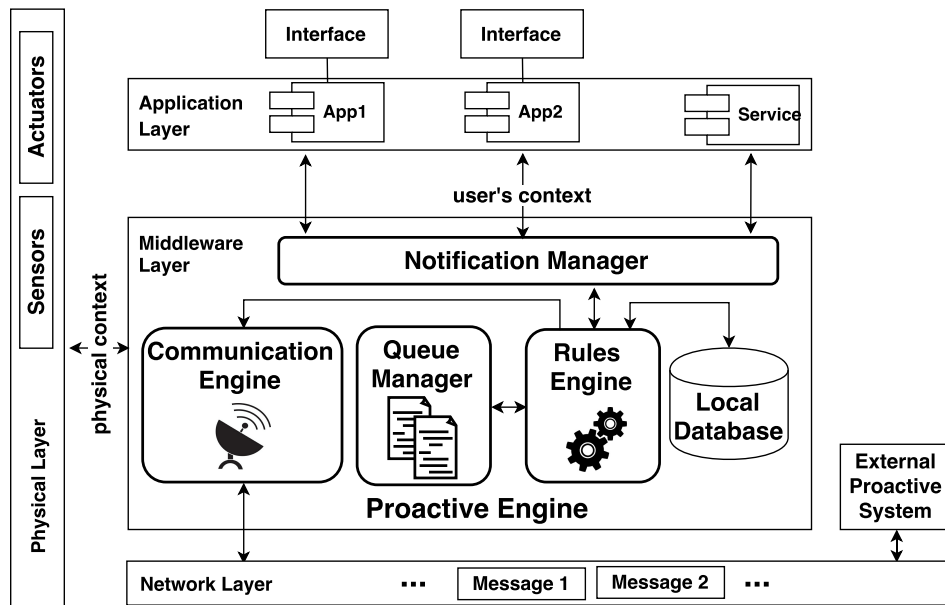 Interface
Interface
Actuators
Application
Layer
App1
App2
Service
user's context
Sensors
Middleware
Layer
Notification Manager
physical context
Communication
Engine
Queue
Manager
Rules
Engine
Local
Database
Physical Layer
Proactive Engine
External
Proactive
System
Network Layer
...
Message 1
Message 2
...